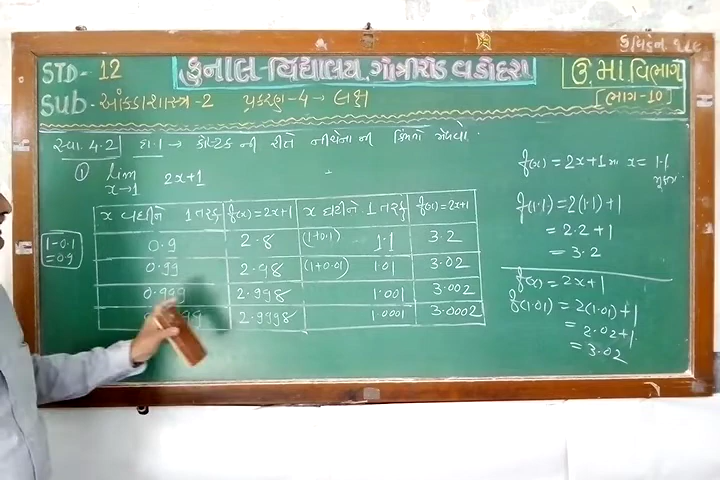 STD- 12
કુનાલ-વિદ્યાલય. ગોત્રીરોડ વડોદરા
ઉ.મા.વિભાગ
Sub- આંકડાશાસ્ત્ર-2 પ્રકરણ-4 → લક્ષ
[ભાગ-10]
સ્વા. 4.2 દા.1 → કોષ્ટક ની રીતે નીચેના ની કિંમતો મેળવો.
① lim x→1 2x+1
x વધીને 1 તરફ f(x)=2x+1 x ઘટીને 1 તરફ f(x)=2x+1
1-0.1 =0.9
0.9 2.8 (1+0.1) 1.1 3.2
0.99 2.98 (1+0.01) 1.01 3.02
0.999 2.998 1.001 3.002
2.9998 1.0001 3.0002
f(x) = 2x+1 માં x = 1.1
f(1.1) = 2(1.1)+1
= 2.2+1
= 3.2
f(x) = 2x+1
f(1.01) = 2(1.01)+1
= 2.02+1
= 3.02